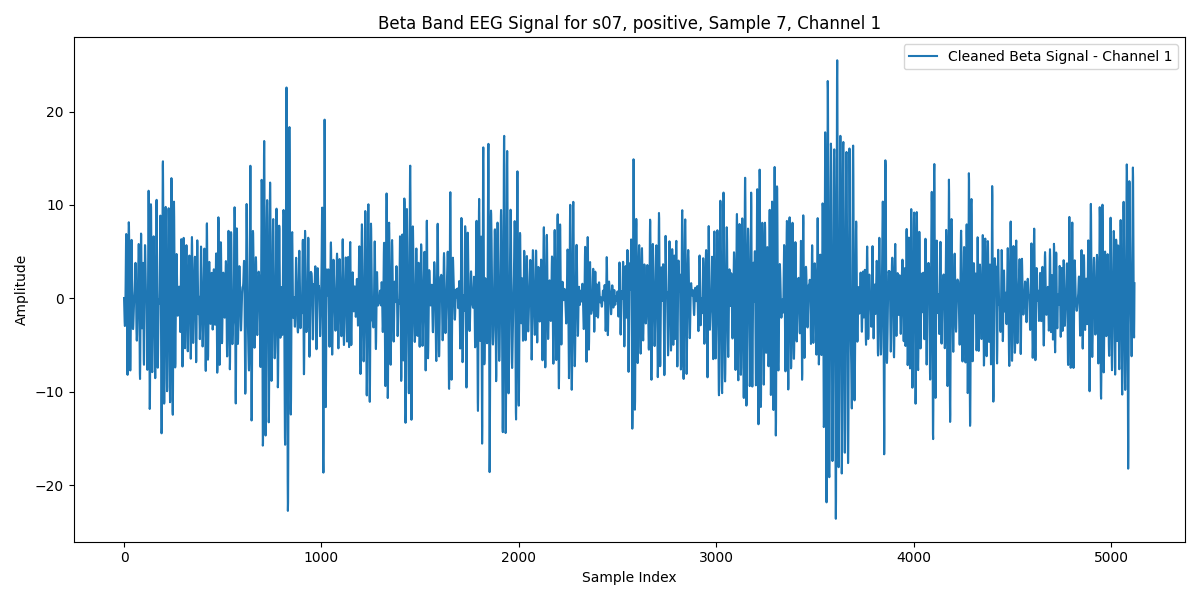 Beta Band EEG Signal for s07, positive, Sample 7, Channel 1
Cleaned Beta Signal - Channel 1
Amplitude
20
10
0
−10
−20
0 1000 2000 3000 4000 5000
Sample Index